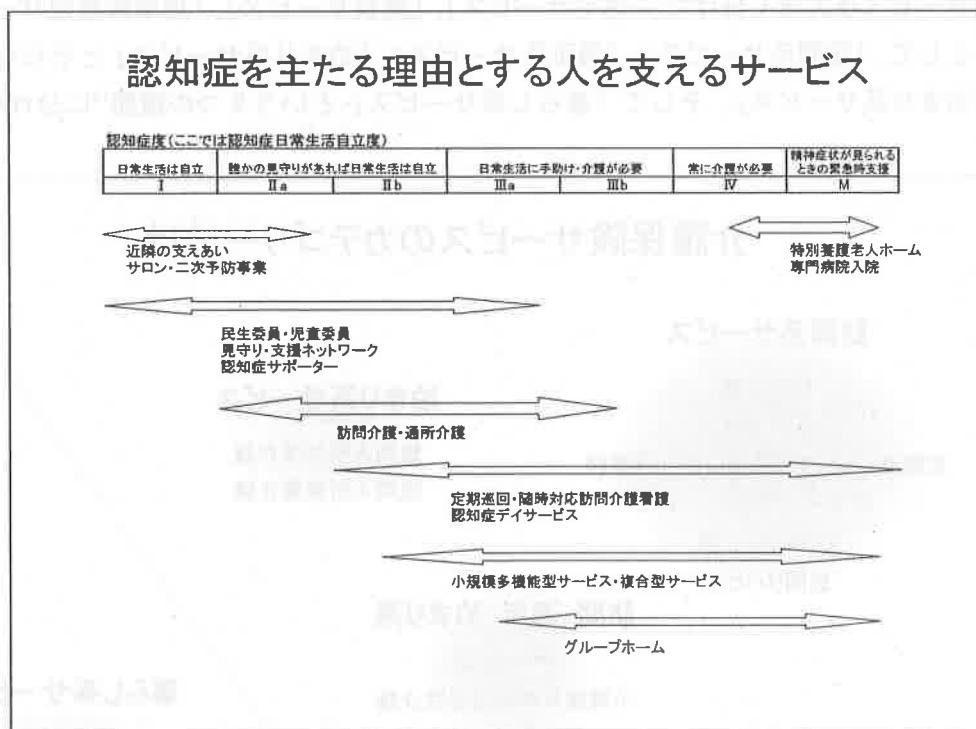 認知症を主たる理由とする人を支えるサービス
認知症度(ここでは認知症日常生活自立度)
日常生活は自立 誰かの見守りがあれば日常生活は自立 日常生活に手助け・介護が必要 常に介護が必要 精神症状が見られるときの緊急時支援
Ⅰ Ⅱa Ⅱb Ⅲa Ⅲb Ⅳ M
近隣の支えあい
サロン・二次予防事業
特別養護老人ホーム
専門病院入院
民生委員・児童委員
見守り・支援ネットワーク
認知症サポーター
訪問介護・通所介護
定期巡回・随時対応訪問介護看護
認知症デイサービス
小規模多機能型サービス・複合型サービス
グループホーム